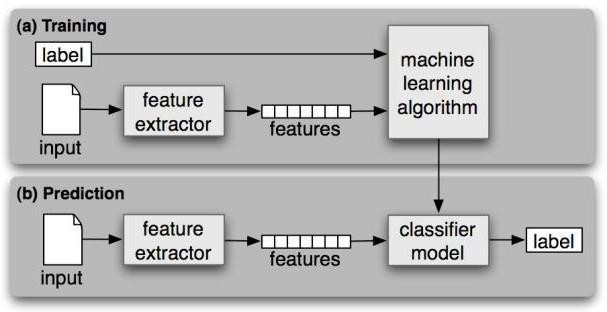 (a) Training
label
machine
learning
algorithm
feature
extractor
features
input
(b) Prediction
feature
extractor
features
input
classifier
model
label